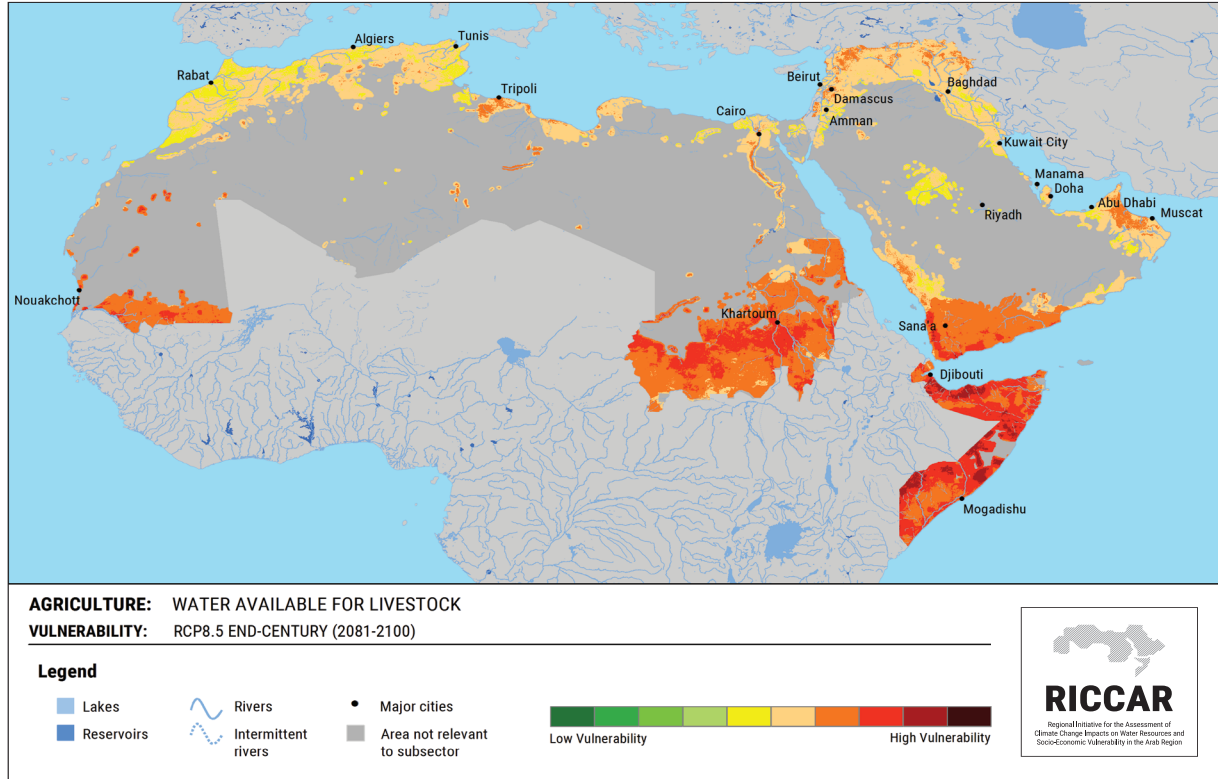 Algiers
Tunis
Rabat
Tripoli
Beirut
Baghdad
Damascus
Cairo
Amman
Kuwait City
Manama
Doha
Abu Dhabi
Riyadh
Muscat
Nouakchott
Khartoum
Sana'a
Djibouti
Mogadishu
AGRICULTURE: WATER AVAILABLE FOR LIVESTOCK
VULNERABILITY: RCP8.5 END-CENTURY (2081-2100)
Legend
Lakes
Reservoirs
Rivers
Intermittent
rivers
Major cities
Area not relevant
to subsector
Low Vulnerability
High Vulnerability
RICCAR
Regional Initiative for the Assessment of
Climate Change Impacts on Water Resources and
Socio-Economic Vulnerability in the Arab Region